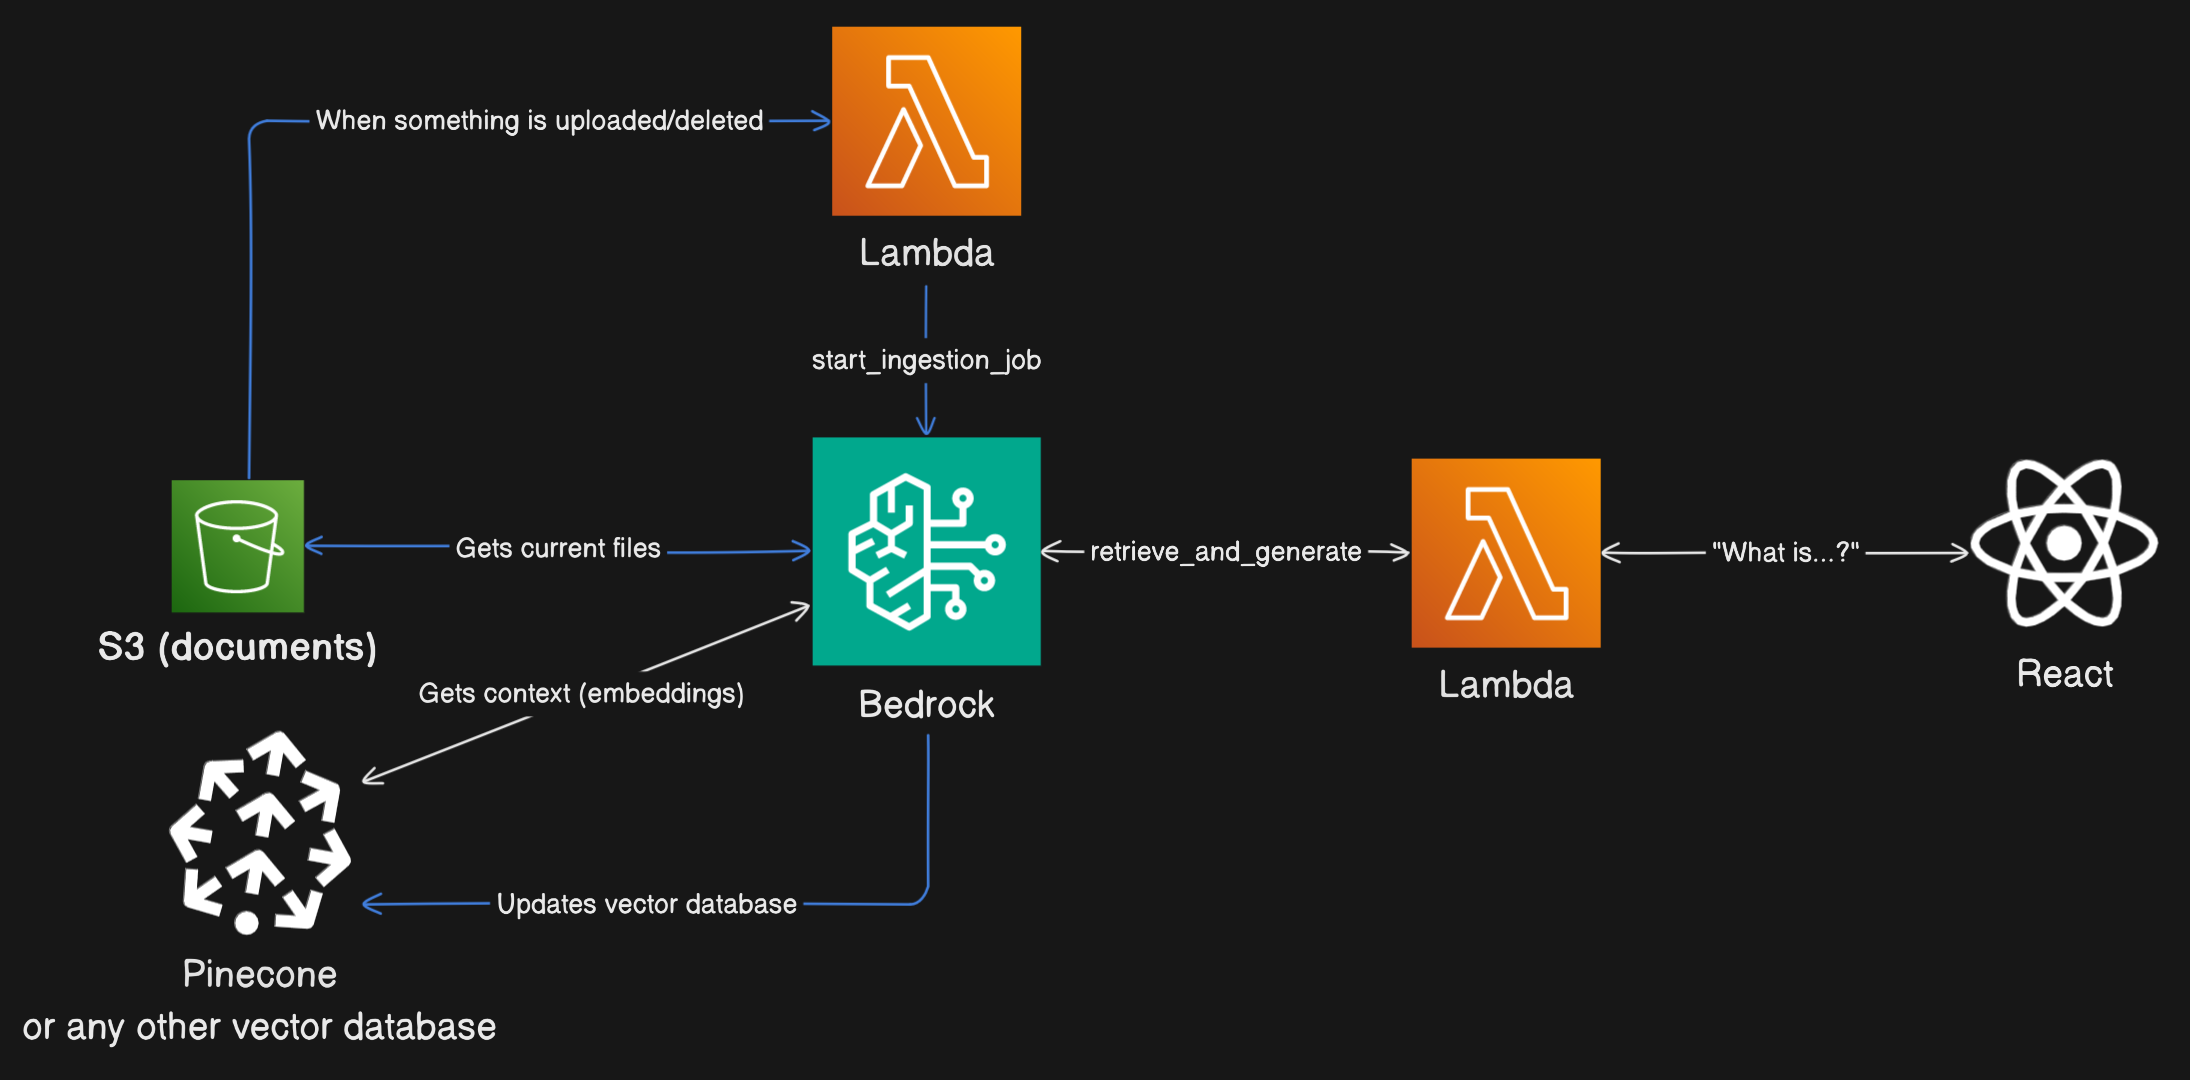 When something is uploaded/deleted
Lambda
start_ingestion_job
Gets current files
retrieve_and_generate
"What is...?"
S3 (documents)
Gets context (embeddings)
Bedrock
Lambda
React
Updates vector database
Pinecone
or any other vector database